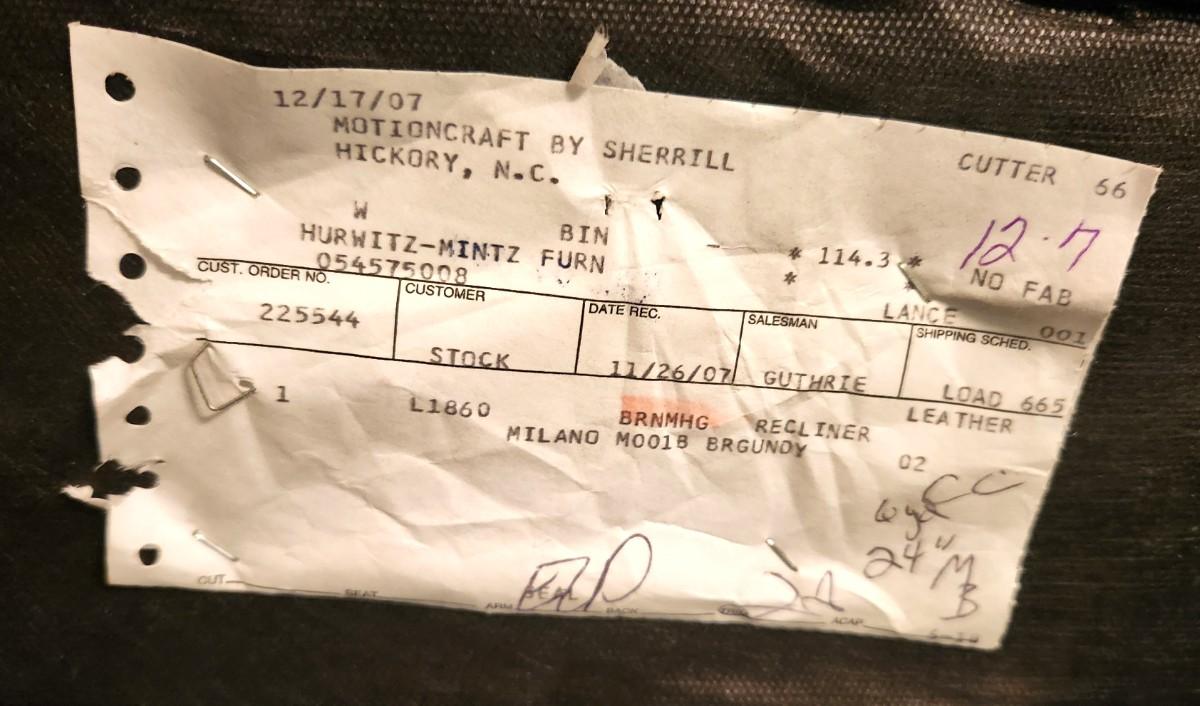 12/17/07
MOTIONCRAFT BY SHERRILL
HICKORY, N.C.
CUTTER 66
W BIN
12.7
HURWITZ-MINTZ FURN * 114.3 *
NO FAB
054575008 * *
LANCE 001
CUST. ORDER NO. CUSTOMER DATE REC. SALESMAN SHIPPING SCHED.
225544 STOCK 11/26/07 GUTHRIE LOAD 665
1 L1860 BRNMHG RECLINER LEATHER
MILANO M001B BRGUNDY
02
CC
24" M
B
CUT SEAT ARM BACK ACAP